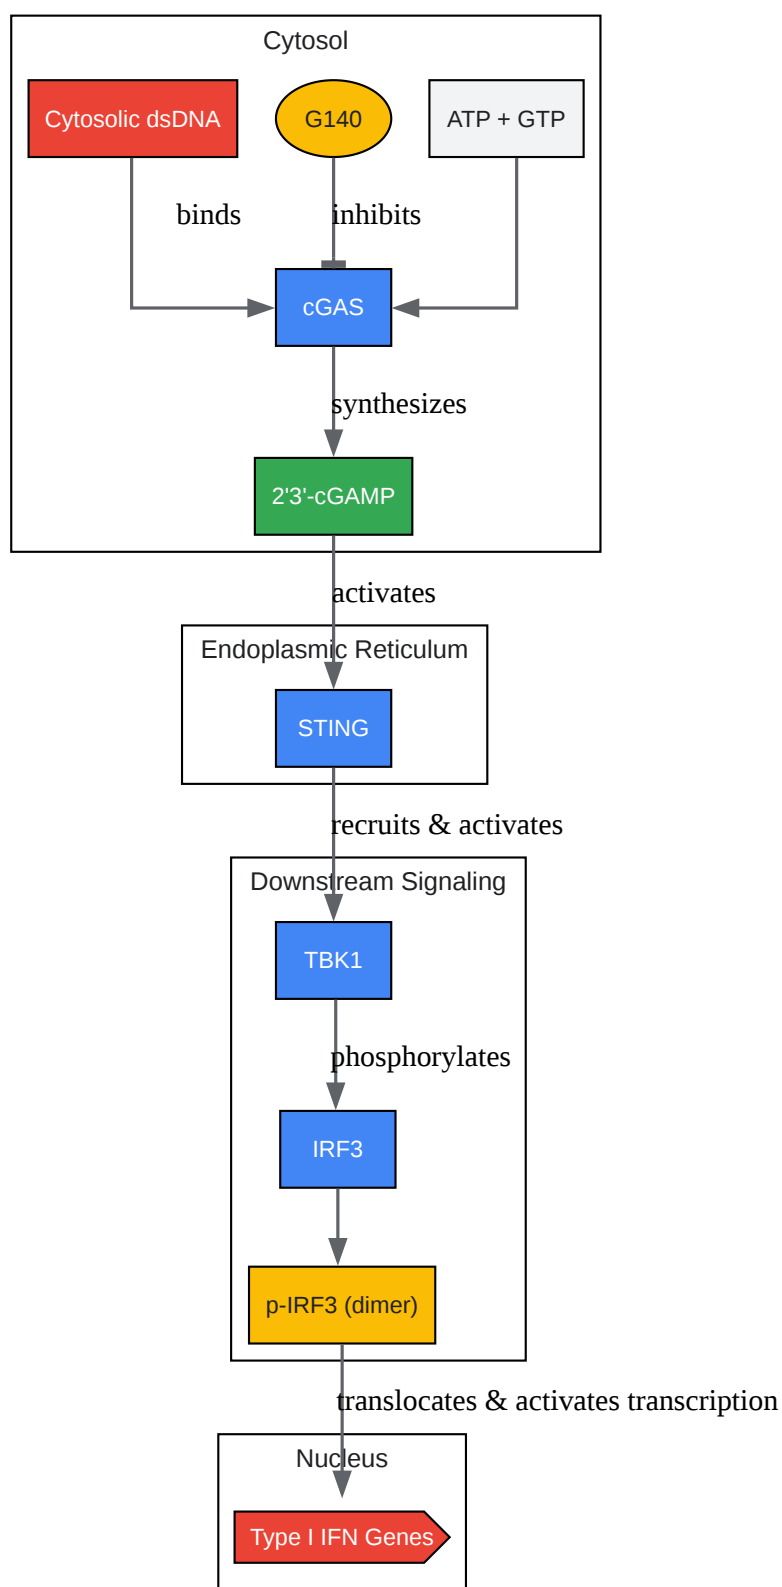 Cytosol
Cytosolic dsDNA
G140
ATP + GTP
binds
inhibits
cGAS
synthesizes
2'3'-cGAMP
activates
Endoplasmic Reticulum
STING
recruits & activates
Downstream Signaling
TBK1
phosphorylates
IRF3
p-IRF3 (dimer)
translocates & activates transcription
Nucleus
Type I IFN Genes